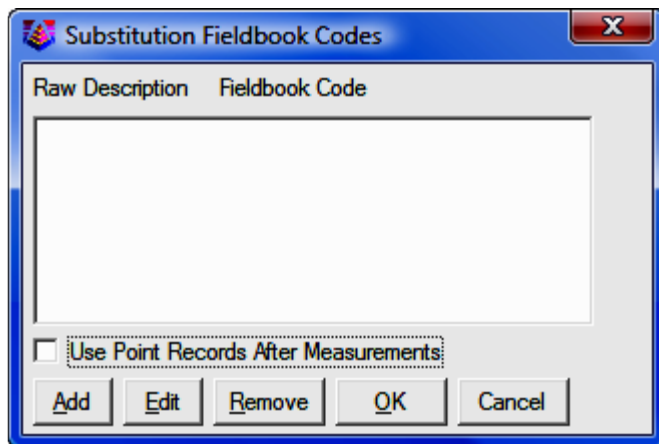 Substitution Fieldbook Codes
Raw Description Fieldbook Code
Use Point Records After Measurements
Add Edit Remove OK Cancel